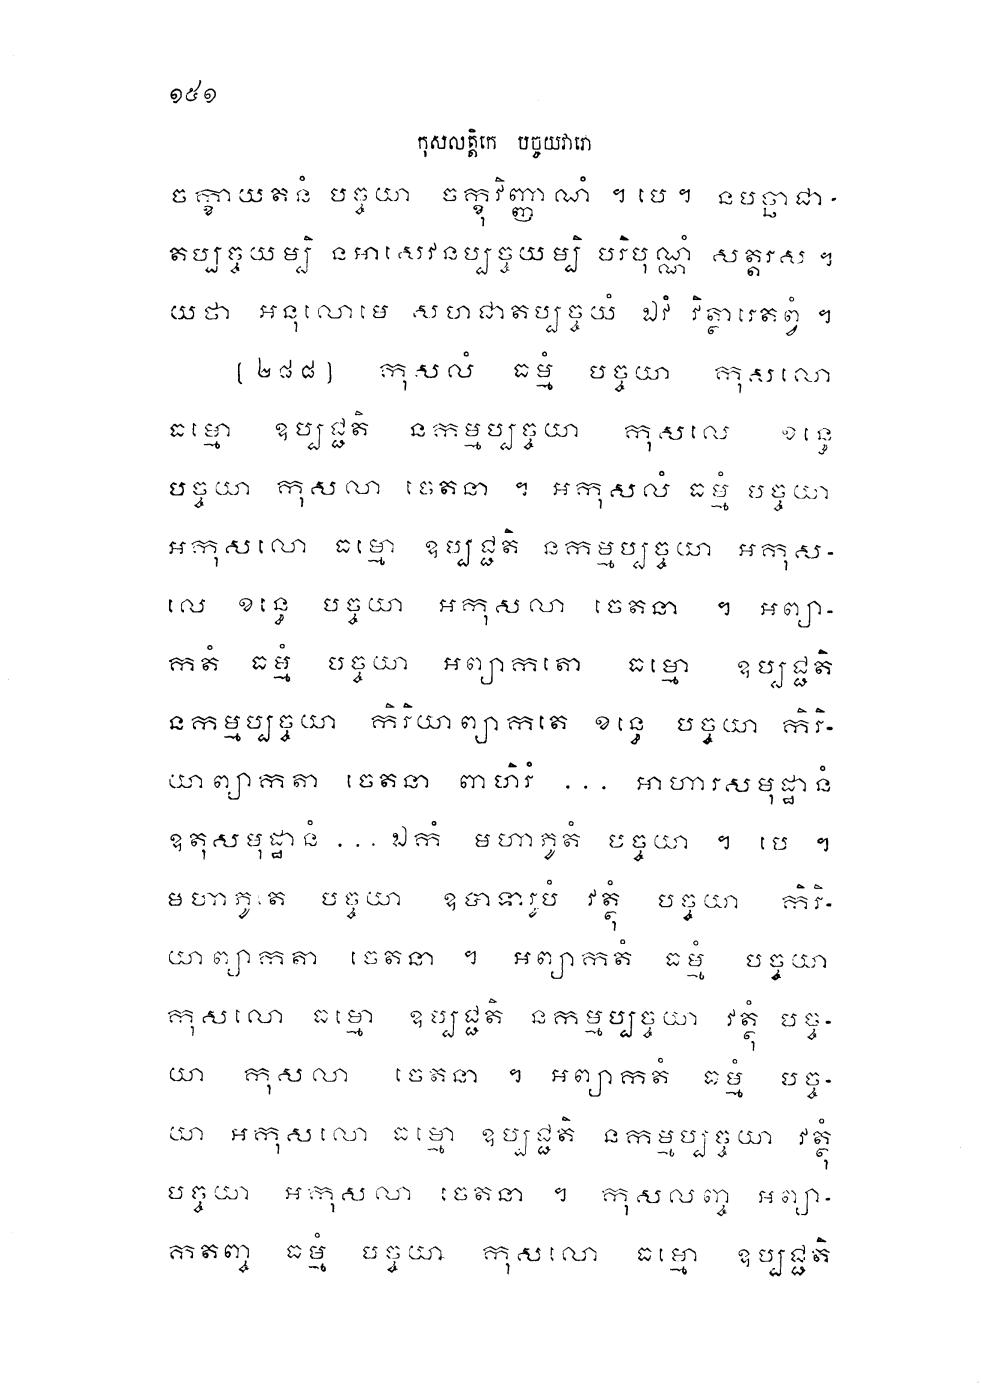 ១៥១
កុសលត្តិកេ បច្ចយវារោ
ចក្ខាយតនំ បច្ចយា ចក្ខុវិញ្ញាណំ ។ បេ ។ នបច្ឆាជា-
តប្បច្ចយម្បិ នអាសេវនប្បច្ចយម្បិ បរិបុណ្ណំ សត្តរស ។
យថា អនុលោមេ សហជាតប្បច្ចយំ ឯវំ វិត្ថារេតព្វំ ។
[២៨៨] កុសលំ ធម្មំ បច្ចយា កុសលោ
ធម្មោ ឧប្បជ្ជតិ នកម្មប្បច្ចយា កុសលេ ខន្ធេ
បច្ចយា កុសលា ចេតនា ។ អកុសលំ ធម្មំ បច្ចយា
អកុសលោ ធម្មោ ឧប្បជ្ជតិ នកម្មប្បច្ចយា អកុស-
លេ ខន្ធេ បច្ចយា អកុសលា ចេតនា ។ អព្យា-
កតំ ធម្មំ បច្ចយា អព្យាកតោ ធម្មោ ឧប្បជ្ជតិ
នកម្មប្បច្ចយា កិរិយាព្យាកតេ ខន្ធេ បច្ចយា កិរិ-
យាព្យាកតា ចេតនា ពាហិរំ ... អាហារសមុដ្ឋានំ
ឧតុសមុដ្ឋានំ ... ឯកំ មហាភូតំ បច្ចយា ។ បេ ។
មហាភូតេ បច្ចយា ឧបាទារូបំ វត្ថុំ បច្ចយា កិរិ-
យាព្យាកតា ចេតនា ។ អព្យាកតំ ធម្មំ បច្ចយា
កុសលោ ធម្មោ ឧប្បជ្ជតិ នកម្មប្បច្ចយា វត្ថុំ បច្ច-
យា កុសលា ចេតនា ។ អព្យាកតំ ធម្មំ បច្ច-
យា អកុសលោ ធម្មោ ឧប្បជ្ជតិ នកម្មប្បច្ចយា វត្ថុំ
បច្ចយា អកុសលា ចេតនា ។ កុសលញ្ច អព្យា-
កតញ្ច ធម្មំ បច្ចយា កុសលោ ធម្មោ ឧប្បជ្ជតិ